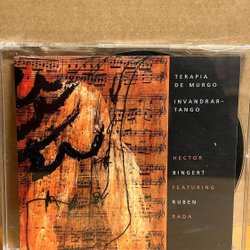 TERAPIA
DE MURGO
INVANDRAR-
TANGO
HECTOR
BINGERT
FEATURING
RUBEN
RADA